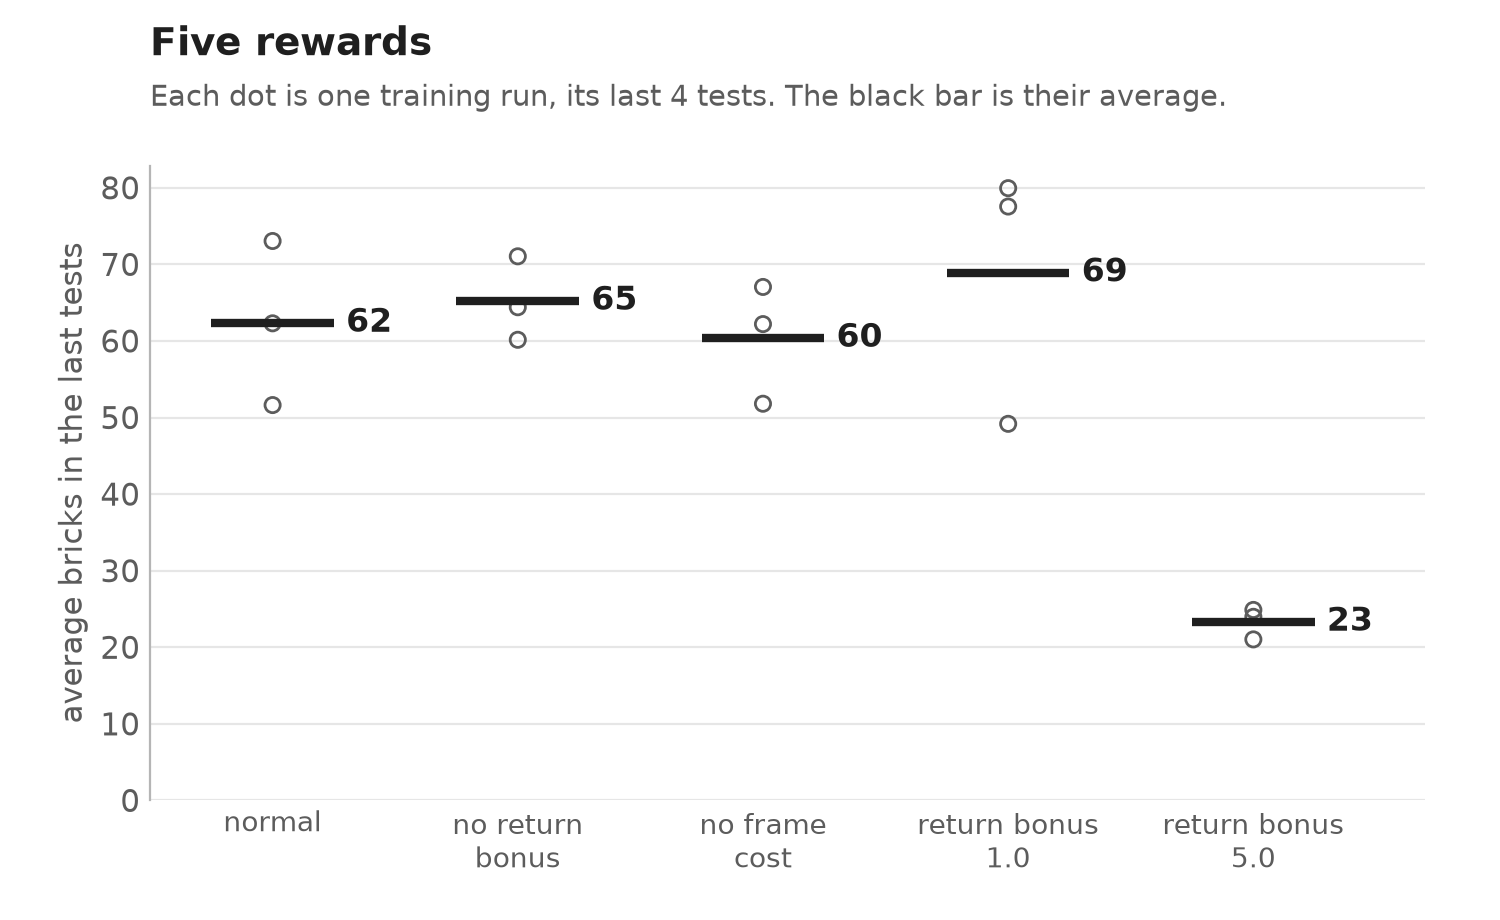 Five rewards
Each dot is one training run, its last 4 tests. The black bar is their average.
average bricks in the last tests
80
70
60
50
40
30
20
10
0
62
65
60
69
23
normal
no return
bonus
no frame
cost
return bonus
1.0
return bonus
5.0